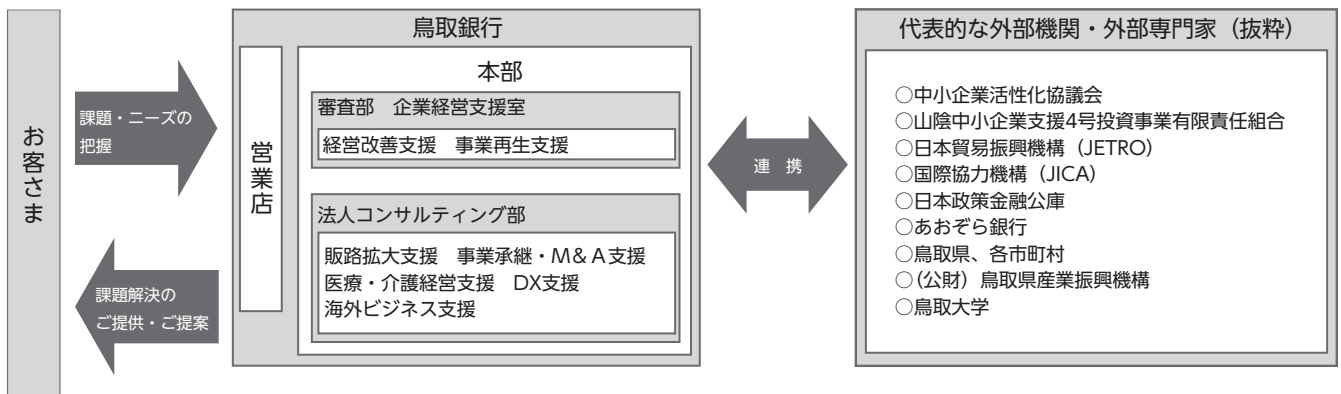 お客さま
課題・ニーズの
把握
課題解決の
ご提供・ご提案
鳥取銀行
営業店
本部
審査部　企業経営支援室
経営改善支援　事業再生支援
法人コンサルティング部
販路拡大支援　事業承継・M&A支援
医療・介護経営支援　DX支援
海外ビジネス支援
連　携
代表的な外部機関・外部専門家（抜粋）
○中小企業活性化協議会
○山陰中小企業支援4号投資事業有限責任組合
○日本貿易振興機構（JETRO）
○国際協力機構（JICA）
○日本政策金融公庫
○あおぞら銀行
○鳥取県、各市町村
○（公財）鳥取県産業振興機構
○鳥取大学